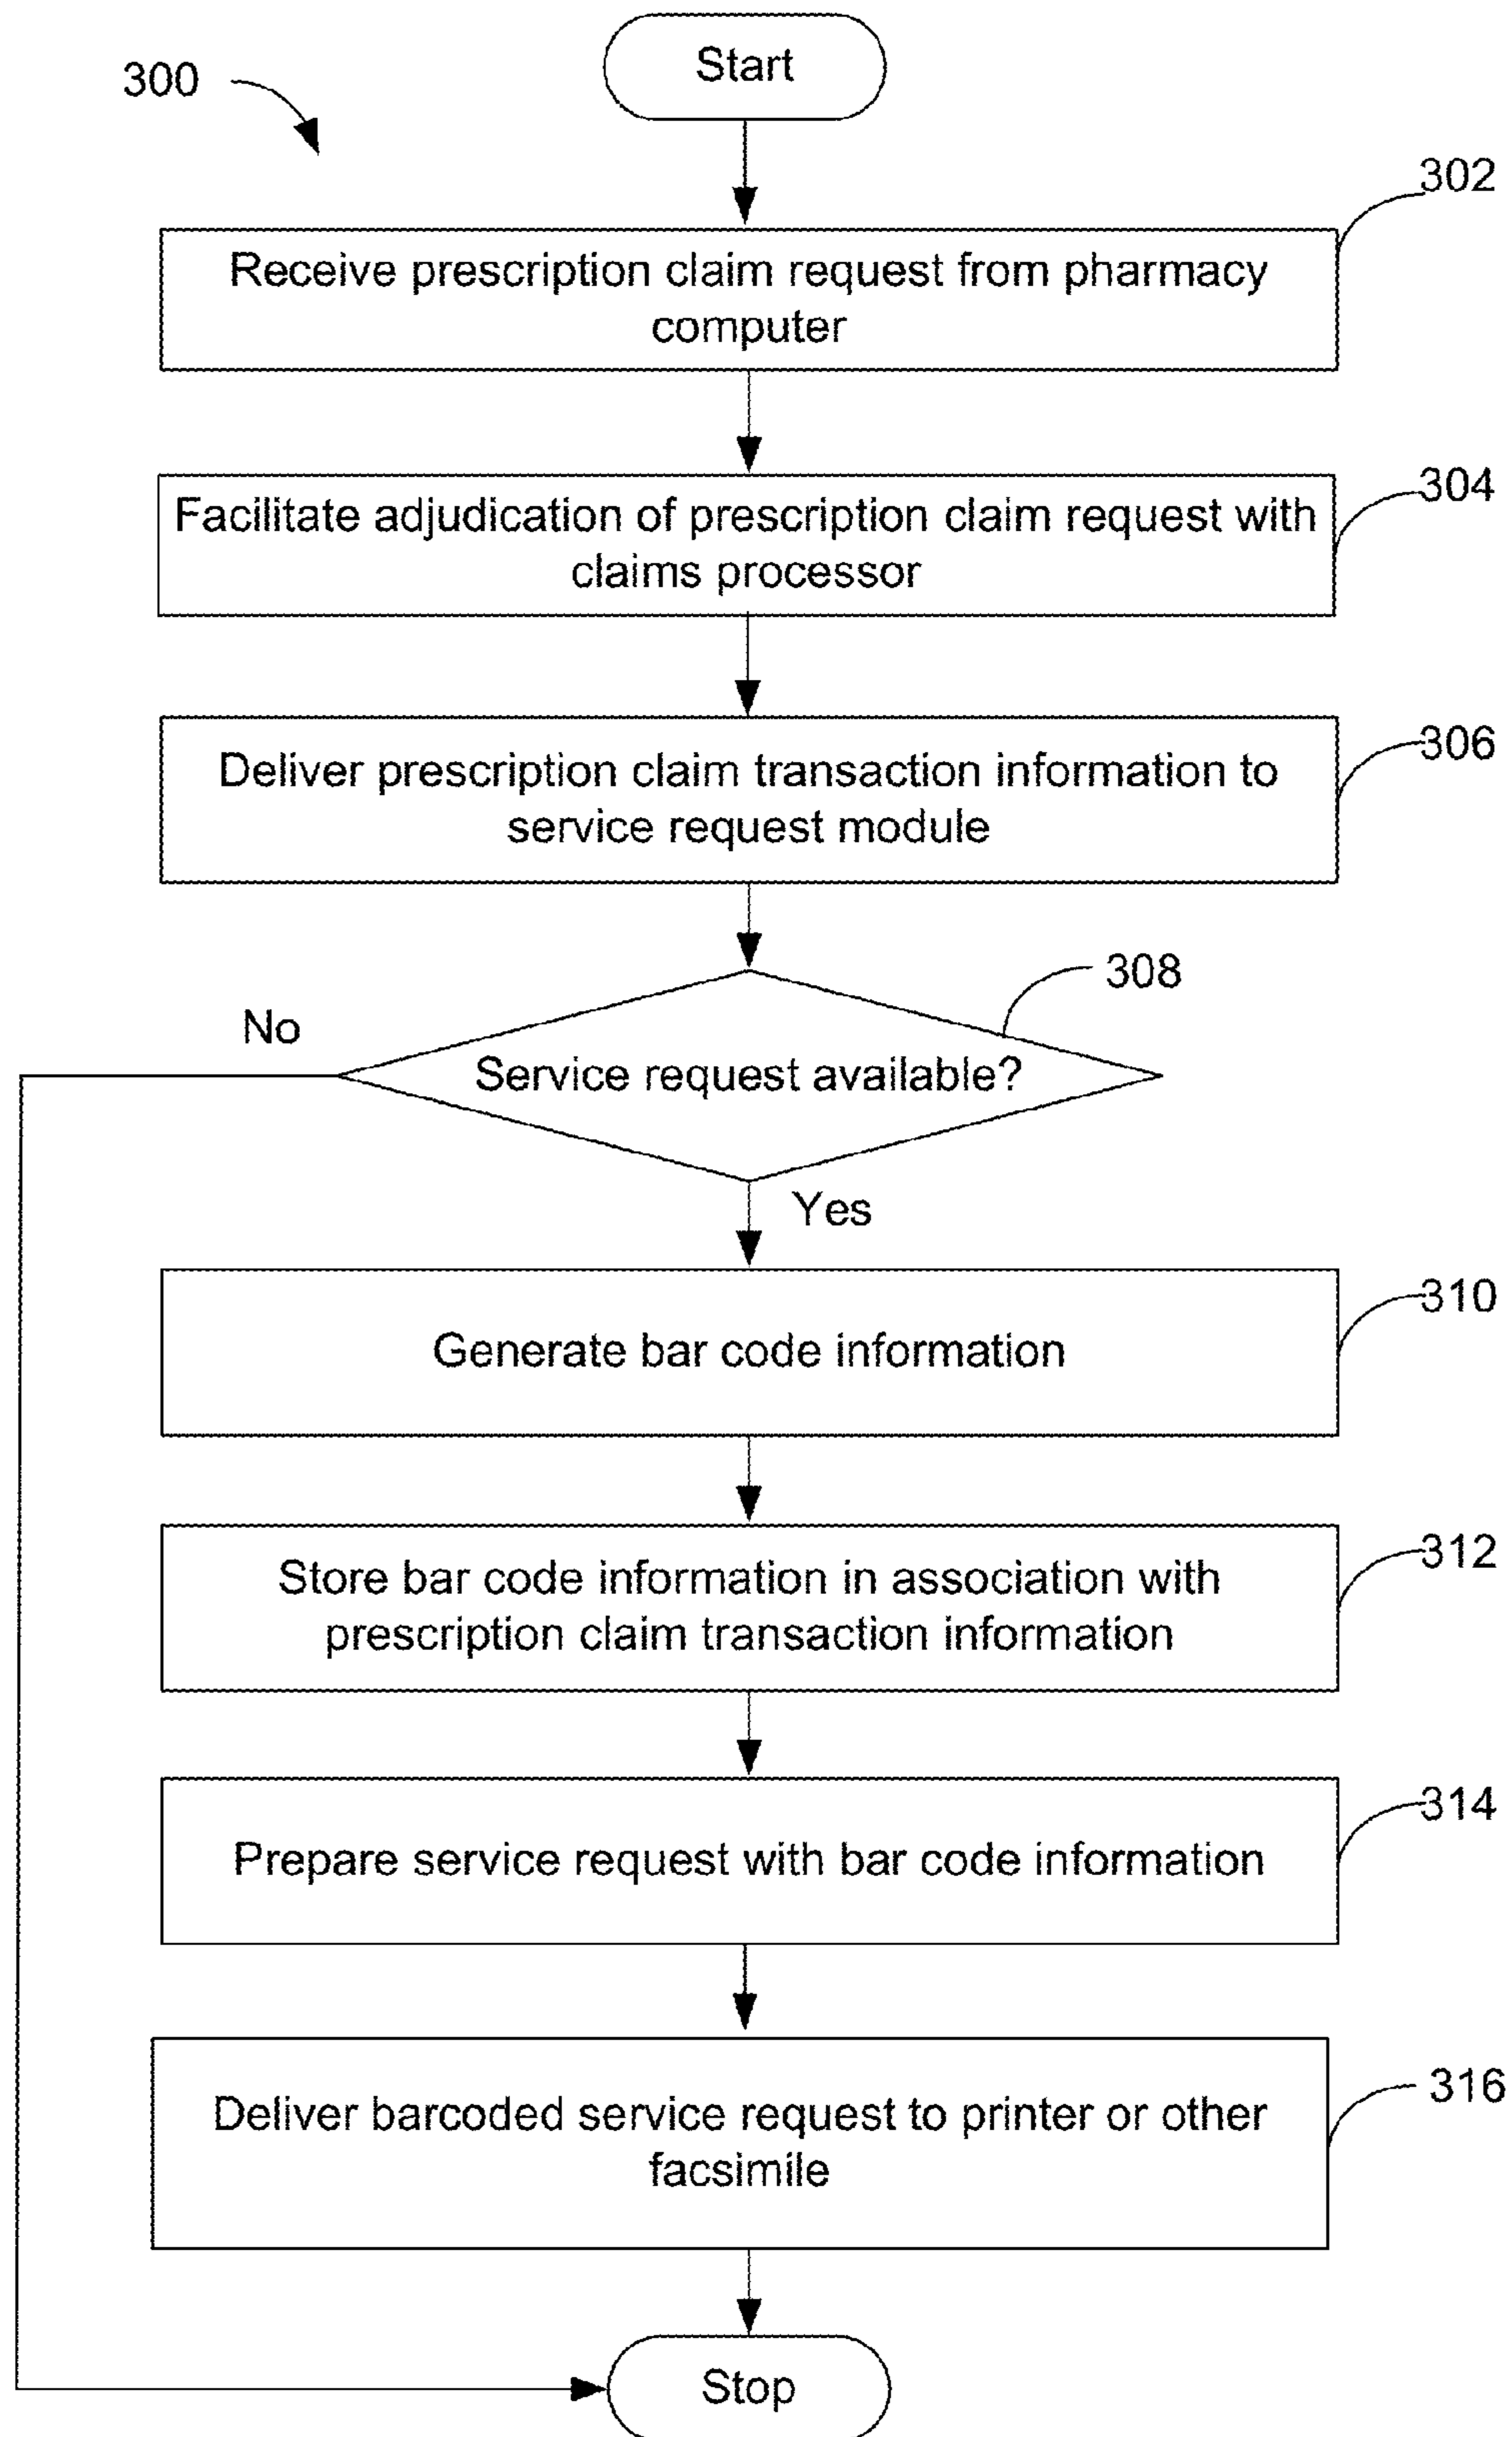 Start
300
302
Receive prescription claim request from pharmacy
computer
304
Facilitate adjudication of prescription claim request with
claims processor
306
Deliver prescription claim transaction information to
service request module
308
No
Service request available?
Yes
310
Generate bar code information
312
Store bar code information in association with
prescription claim transaction information
314
Prepare service request with bar code information
316
Deliver barcoded service request to printer or other
facsimile
Stop